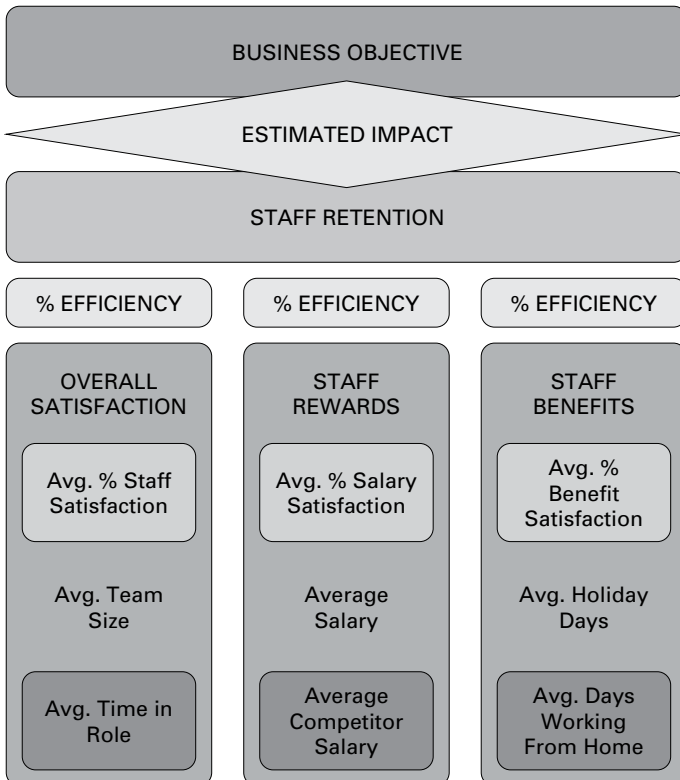 BUSINESS OBJECTIVE
ESTIMATED IMPACT
STAFF RETENTION
% EFFICIENCY
% EFFICIENCY
% EFFICIENCY
OVERALL
SATISFACTION
Avg. % Staff
Satisfaction
Avg. Team
Size
Avg. Time in
Role
STAFF
REWARDS
Avg. % Salary
Satisfaction
Average
Salary
Average
Competitor
Salary
STAFF
BENEFITS
Avg. %
Benefit
Satisfaction
Avg. Holiday
Days
Avg. Days
Working
From Home